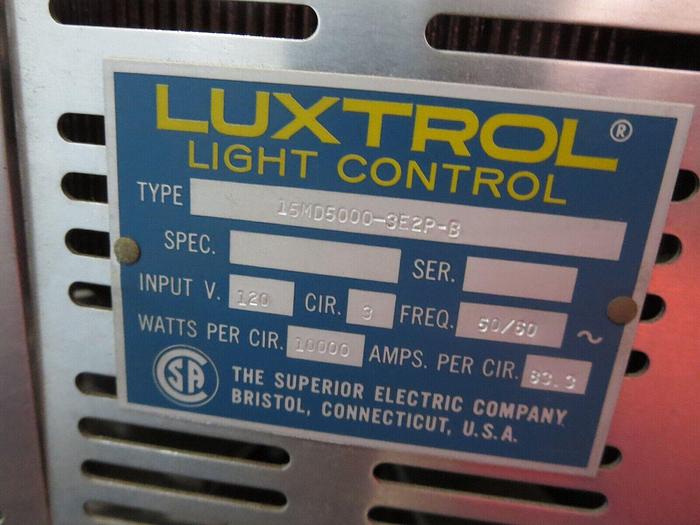 LUXTROL ®
LIGHT CONTROL
TYPE 15MD5000-3E2P-B
SPEC. SER.
INPUT V. 120 CIR. 3 FREQ. 50/60 ~
WATTS PER CIR. 10000 AMPS. PER CIR. 83.3
CSA THE SUPERIOR ELECTRIC COMPANY
BRISTOL, CONNECTICUT, U.S.A.